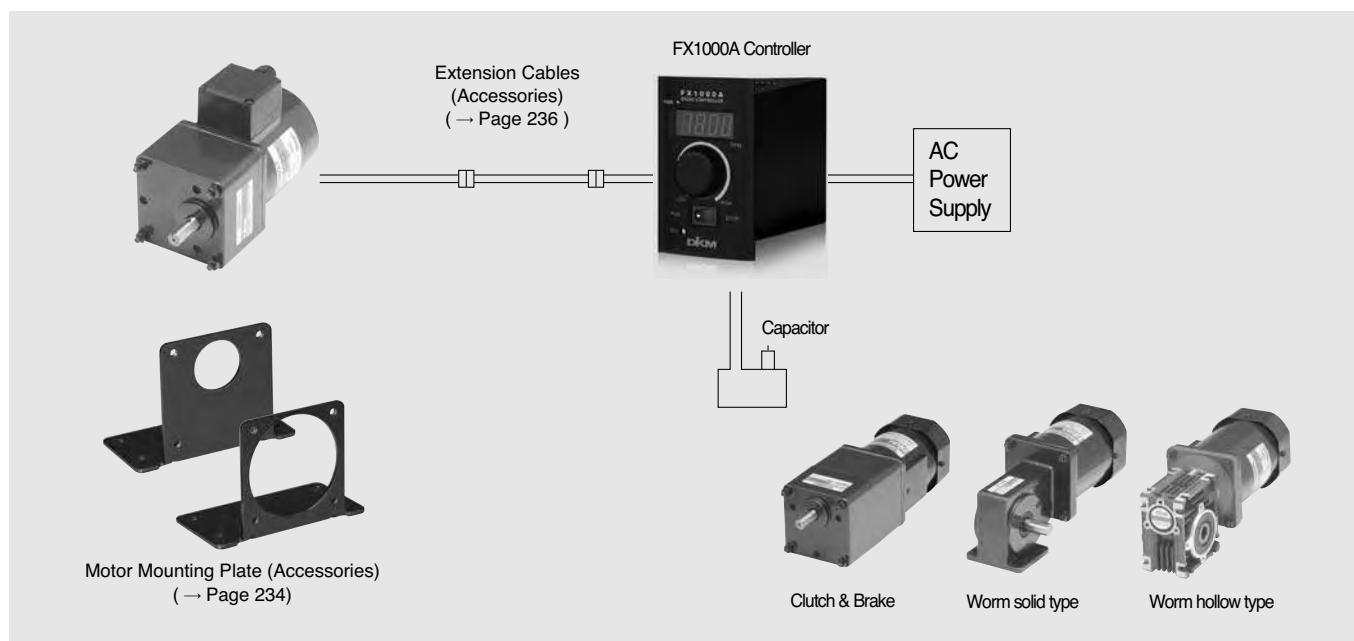 FX1000A Controller
Extension Cables
(Accessories)
( → Page 236 )
FX1000A
DKM
AC
Power
Supply
Capacitor
Motor Mounting Plate (Accessories)
( → Page 234)
Clutch & Brake
Worm solid type
Worm hollow type